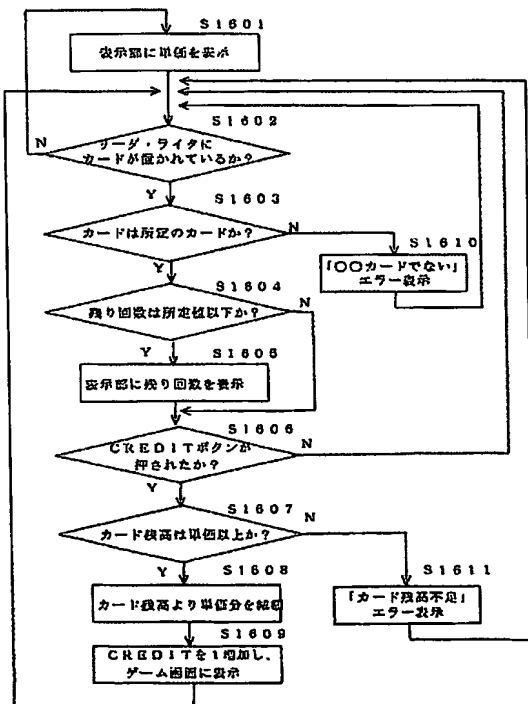 S1601
表示部に単価を表示
S1602
リーダ・ライタに
カードが置かれているか?
N
Y
S1603
カードは所定のカードか?
N
Y
S1610
「〇〇カードでない」
エラー表示
S1604
残り回数は所定値以下か?
N
Y
S1605
表示部に残り回数を表示
S1606
CREDITボタンが
押されたか?
N
Y
S1607
カード残高は単価以上か?
N
Y
S1611
「カード残高不足」
エラー表示
S1608
カード残高より単価分を
S1609
CREDITを1増加し、
ゲーム画面に表示